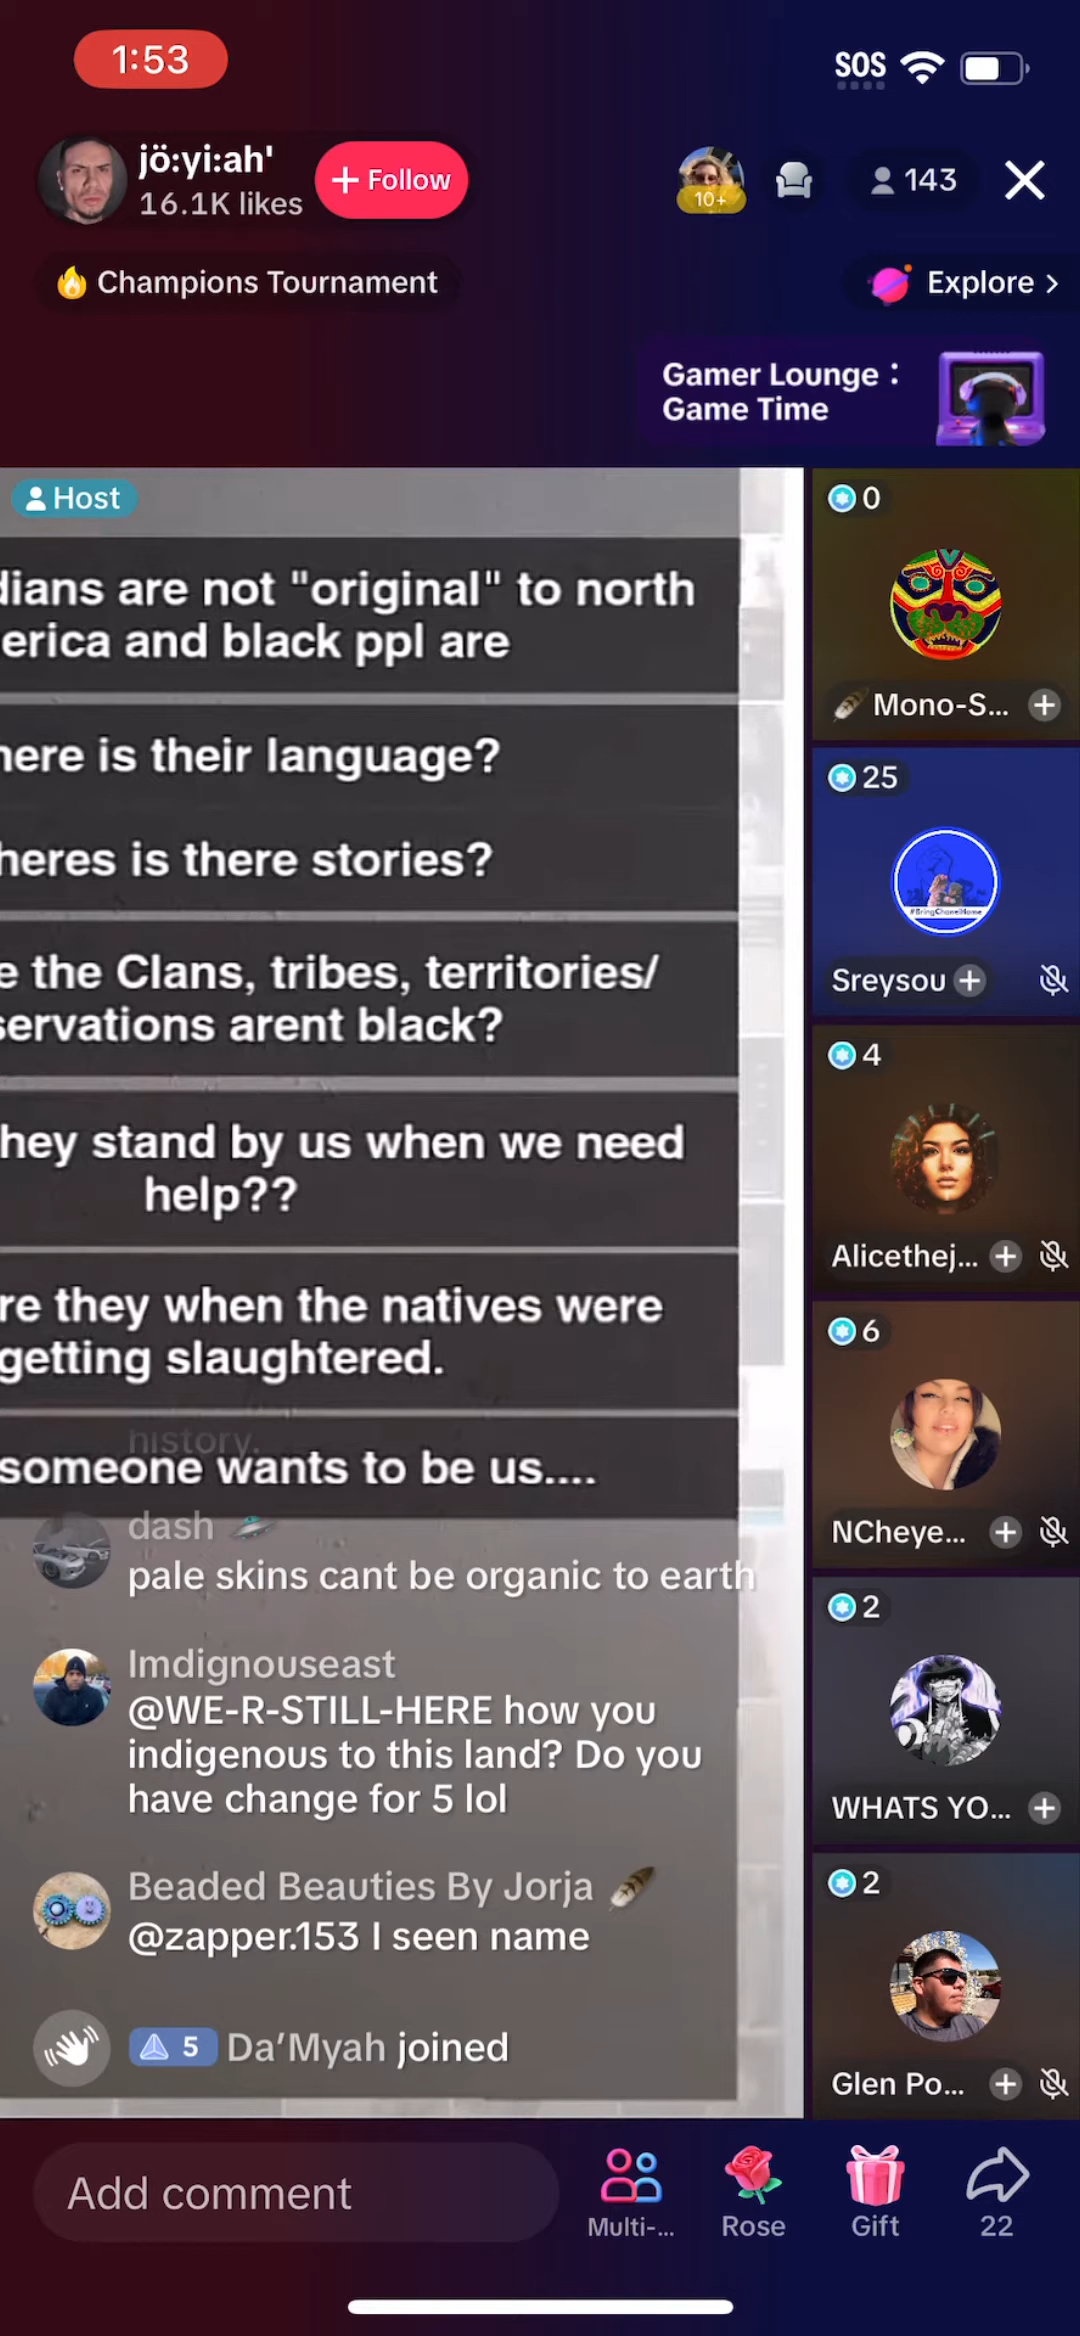 1:53
SOS
jö:yi:ah'
16.1K likes
+ Follow
10+
143
Champions Tournament
Explore >
Gamer Lounge :
Game Time
Host
dians are not "original" to north
erica and black ppl are
here is their language?
heres is there stories?
e the Clans, tribes, territories/
servations arent black?
hey stand by us when we need
help??
re they when the natives were
getting slaughtered.
history.
someone wants to be us....
dash
pale skins cant be organic to earth
Imdignouseast
@WE-R-STILL-HERE how you
indigenous to this land? Do you
have change for 5 lol
Beaded Beauties By Jorja
@zapper.153 I seen name
5 Da'Myah joined
0
Mono-S...
25
#BringChanelHome
Sreysou
4
Alicethej...
6
NCheye...
2
WHATS YO...
2
Glen Po...
Add comment
Multi-...
Rose
Gift
22